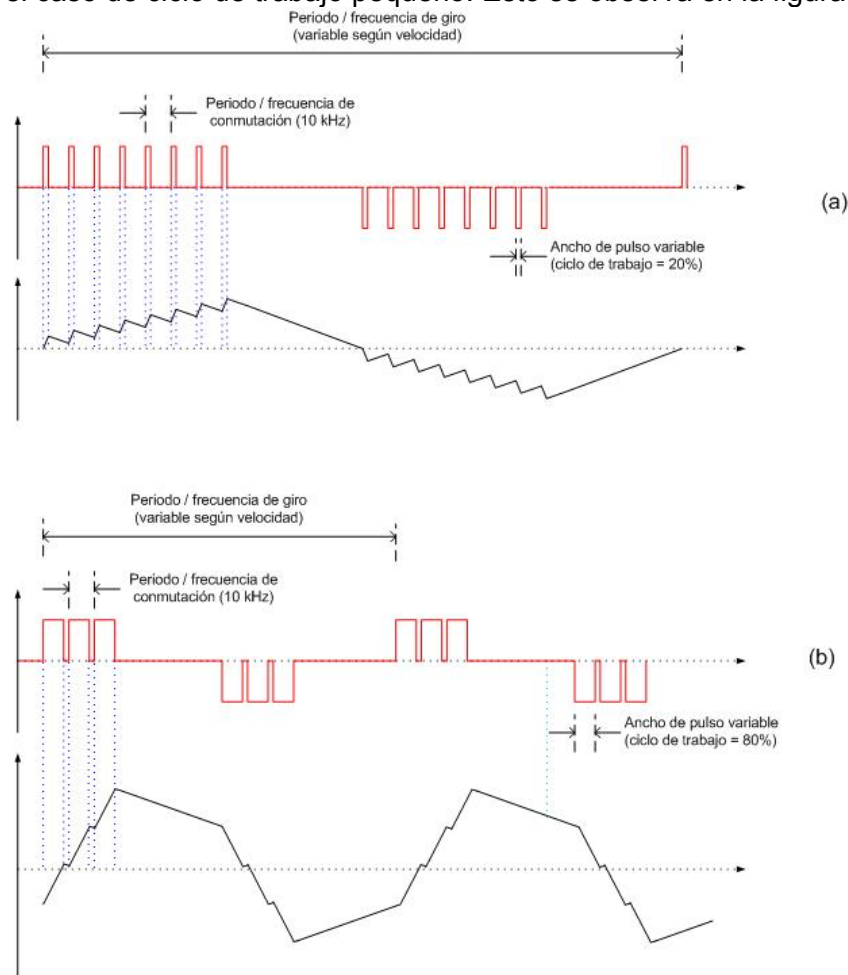 el caso de ciclo de trabajo pequeño. Esto se observa en la figura
Periodo / frecuencia de giro
(variable según velocidad)
Periodo / frecuencia de
conmutación (10 kHz)
(a)
Ancho de pulso variable
(ciclo de trabajo = 20%)
Periodo / frecuencia de giro
(variable según velocidad)
Periodo / frecuencia de
conmutación (10 kHz)
(b)
Ancho de pulso variable
(ciclo de trabajo = 80%)